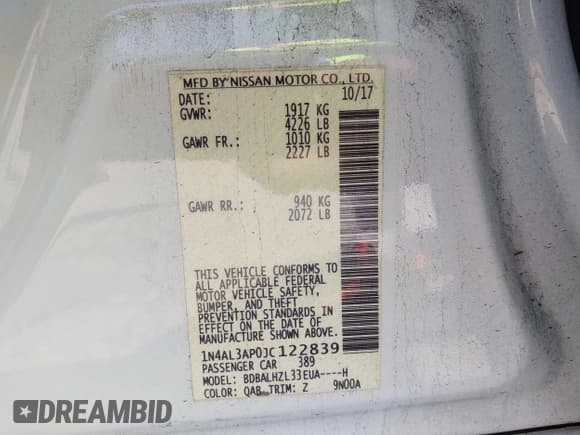 MFD BY NISSAN MOTOR CO., LTD.
DATE: 10/17
GVWR: 1917 KG
4226 LB
GAWR FR: 1010 KG
2227 LB
GAWR RR: 940 KG
2072 LB
THIS VEHICLE CONFORMS TO
ALL APPLICABLE FEDERAL
MOTOR VEHICLE SAFETY,
BUMPER, AND THEFT
PREVENTION STANDARDS IN
EFFECT ON THE DATE OF
MANUFACTURE SHOWN ABOVE.
1N4AL3AP0JC122839
PASSENGER CAR 389
MODEL: BDBALHZL33EUA----H
COLOR: QAB TRIM: Z 9N00A
DREAMBID